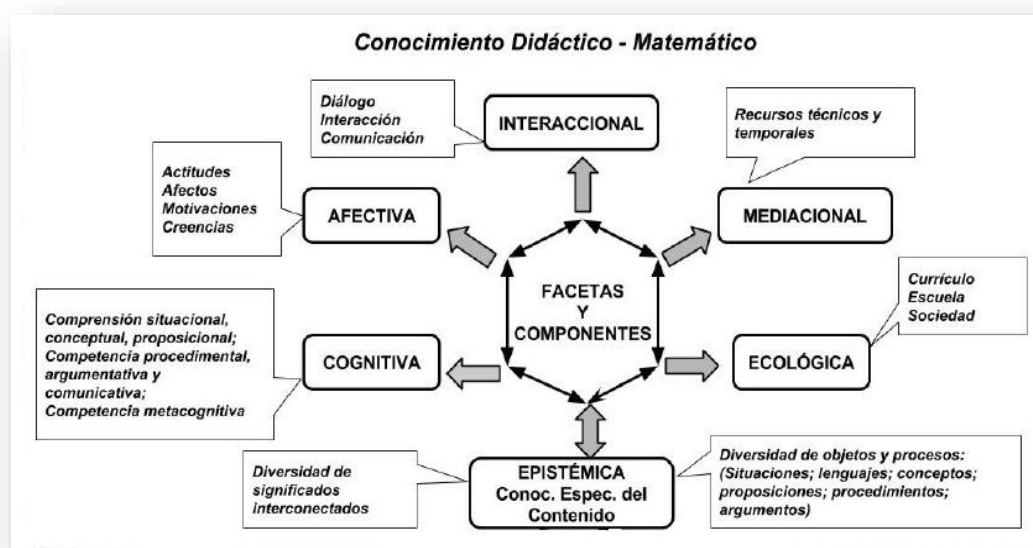 Conocimiento Didáctico - Matemático
Diálogo
Interacción
Comunicación
INTERACCIONAL
Recursos técnicos y
temporales
Actitudes
Afectos
Motivaciones
Creencias
AFECTIVA
MEDIACIONAL
FACETAS
Y
COMPONENTES
Currículo
Escuela
Sociedad
Comprensión situacional,
conceptual, proposicional;
Competencia procedimental,
argumentativa y
comunicativa;
Competencia metacognitiva
COGNITIVA
ECOLÓGICA
Diversidad de
significados
interconectados
EPISTÉMICA
Conoc. Espec. del
Contenido
Diversidad de objetos y procesos:
(Situaciones; lenguajes; conceptos;
proposiciones; procedimientos;
argumentos)